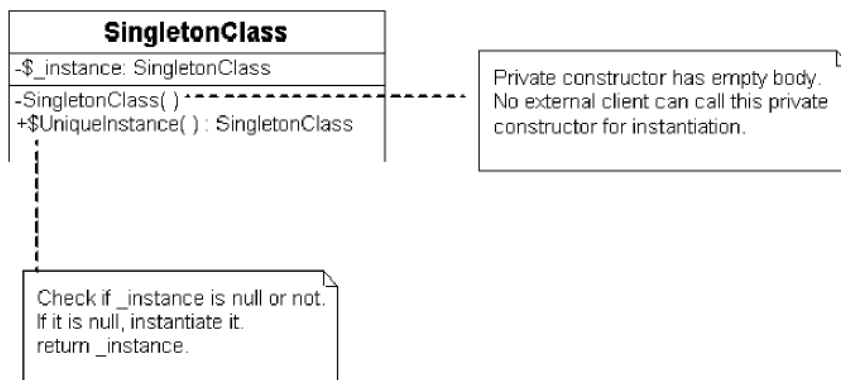 SingletonClass
-$_instance: SingletonClass
-SingletonClass( )
+$UniqueInstance( ) : SingletonClass
Private constructor has empty body.
No external client can call this private
constructor for instantiation.
Check if _instance is null or not.
If it is null, instantiate it.
return _instance.